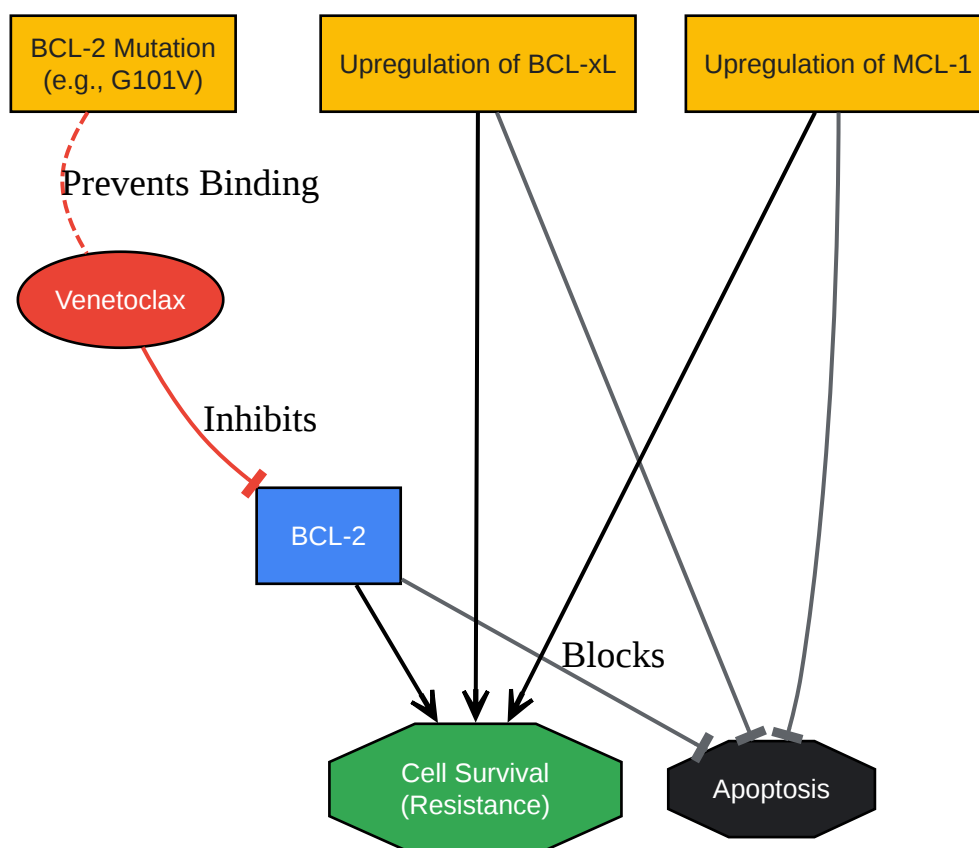 BCL-2 Mutation
(e.g., G101V)
Upregulation of BCL-xL
Upregulation of MCL-1
Prevents Binding
Venetoclax
Inhibits
BCL-2
Blocks
Cell Survival
(Resistance)
Apoptosis